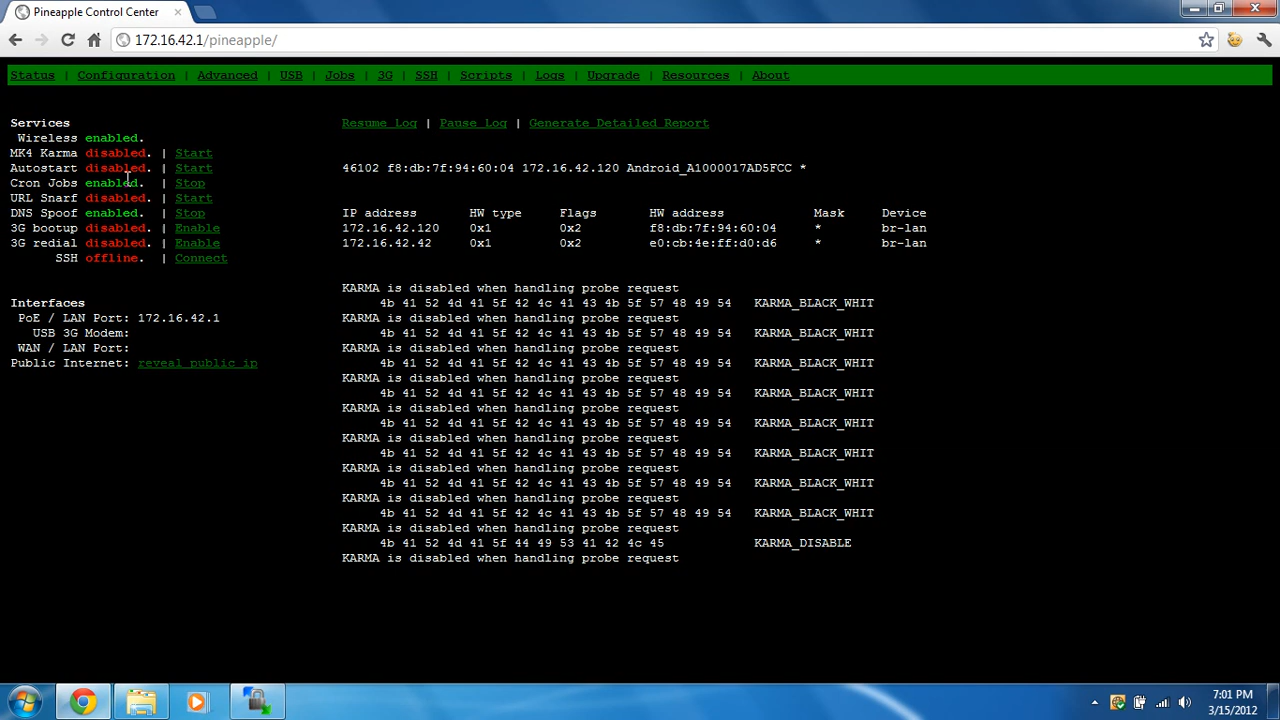 Pineapple Control Center
172.16.42.1/pineapple/
Status | Configuration | Advanced | USB | Jobs | 3G | SSH | Scripts | Logs | Upgrade | Resources | About
Services
Wireless enabled.
MK4 Karma disabled. | Start
Autostart disabled. | Start
Cron Jobs enabled. | Stop
URL Snarf disabled. | Start
DNS Spoof enabled. | Stop
3G bootup disabled. | Enable
3G redial disabled. | Enable
SSH offline. | Connect
Interfaces
PoE / LAN Port: 172.16.42.1
USB 3G Modem:
WAN / LAN Port:
Public Internet: reveal public ip
Resume Log | Pause Log | Generate Detailed Report
46102 f8:db:7f:94:60:04 172.16.42.120 Android_A1000017AD5FCC *
IP address HW type Flags HW address Mask Device
172.16.42.120 0x1 0x2 f8:db:7f:94:60:04 * br-lan
172.16.42.42 0x1 0x2 e0:cb:4e:ff:d0:d6 * br-lan
KARMA is disabled when handling probe request
4b 41 52 4d 41 5f 42 4c 41 43 4b 5f 57 48 49 54 KARMA_BLACK_WHIT
KARMA is disabled when handling probe request
4b 41 52 4d 41 5f 42 4c 41 43 4b 5f 57 48 49 54 KARMA_BLACK_WHIT
KARMA is disabled when handling probe request
4b 41 52 4d 41 5f 42 4c 41 43 4b 5f 57 48 49 54 KARMA_BLACK_WHIT
KARMA is disabled when handling probe request
4b 41 52 4d 41 5f 42 4c 41 43 4b 5f 57 48 49 54 KARMA_BLACK_WHIT
KARMA is disabled when handling probe request
4b 41 52 4d 41 5f 42 4c 41 43 4b 5f 57 48 49 54 KARMA_BLACK_WHIT
KARMA is disabled when handling probe request
4b 41 52 4d 41 5f 42 4c 41 43 4b 5f 57 48 49 54 KARMA_BLACK_WHIT
KARMA is disabled when handling probe request
4b 41 52 4d 41 5f 42 4c 41 43 4b 5f 57 48 49 54 KARMA_BLACK_WHIT
KARMA is disabled when handling probe request
4b 41 52 4d 41 5f 42 4c 41 43 4b 5f 57 48 49 54 KARMA_BLACK_WHIT
KARMA is disabled when handling probe request
4b 41 52 4d 41 5f 44 49 53 41 42 4c 45 KARMA_DISABLE
KARMA is disabled when handling probe request
7:01 PM
3/15/2012